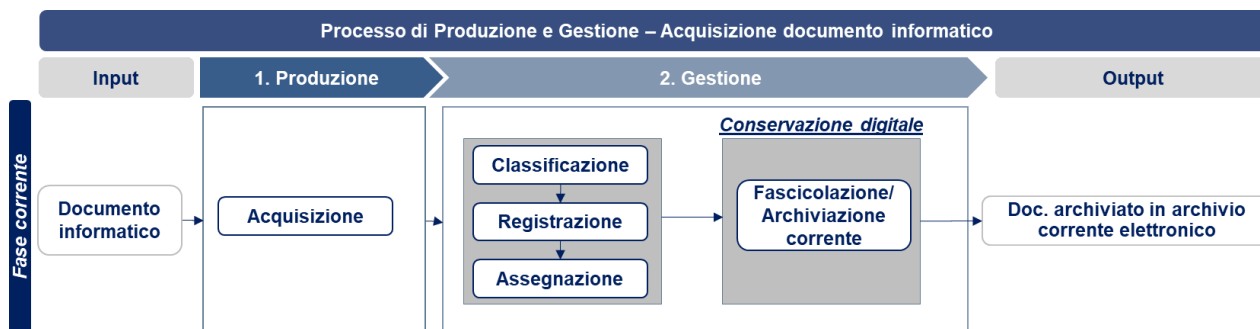 Processo di Produzione e Gestione – Acquisizione documento informatico
Input
1. Produzione
2. Gestione
Output
Fase corrente
Documento
informatico
Acquisizione
Classificazione
Registrazione
Assegnazione
Conservazione digitale
Fascicolazione/
Archiviazione
corrente
Doc. archiviato in archivio
corrente elettronico